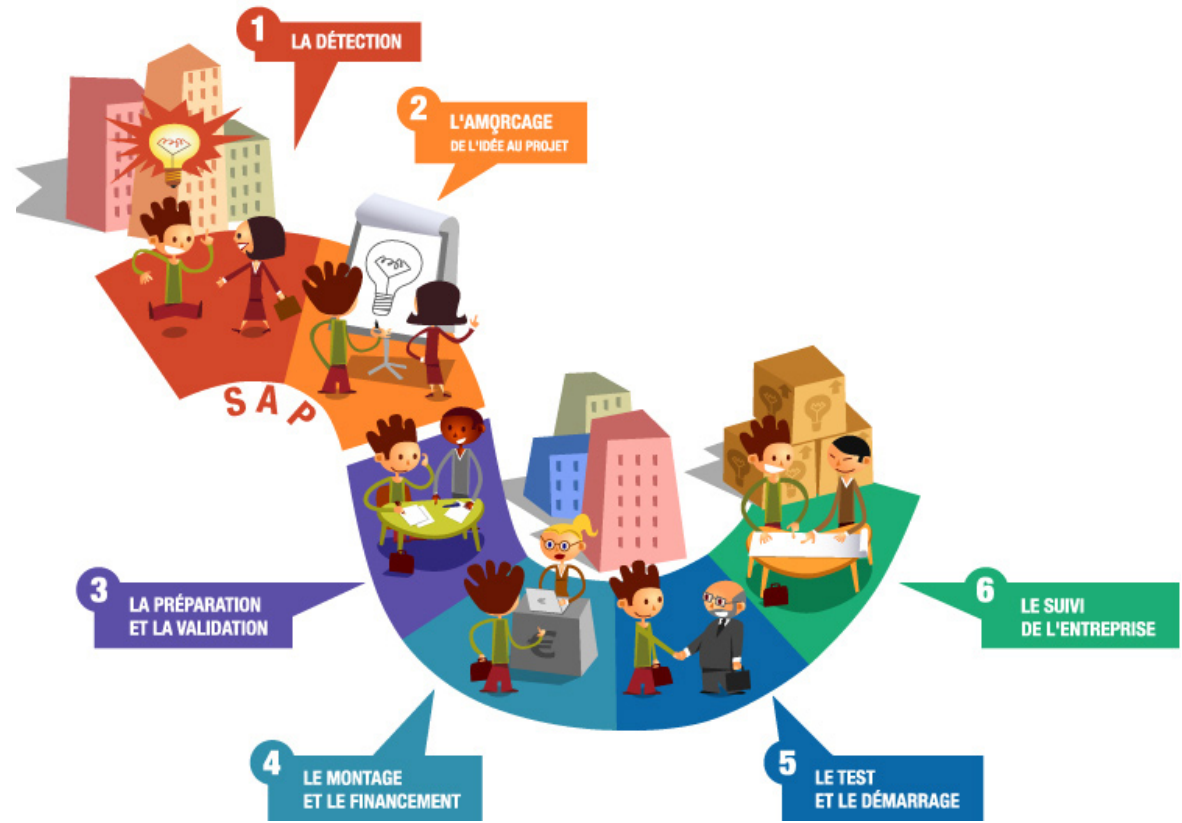 1
LA DÉTECTION
2
L'AMORÇAGE
DE L'IDÉE AU PROJET
SAP
3
LA PRÉPARATION
ET LA VALIDATION
4
LE MONTAGE
ET LE FINANCEMENT
€
5
LE TEST
ET LE DÉMARRAGE
6
LE SUIVI
DE L'ENTREPRISE